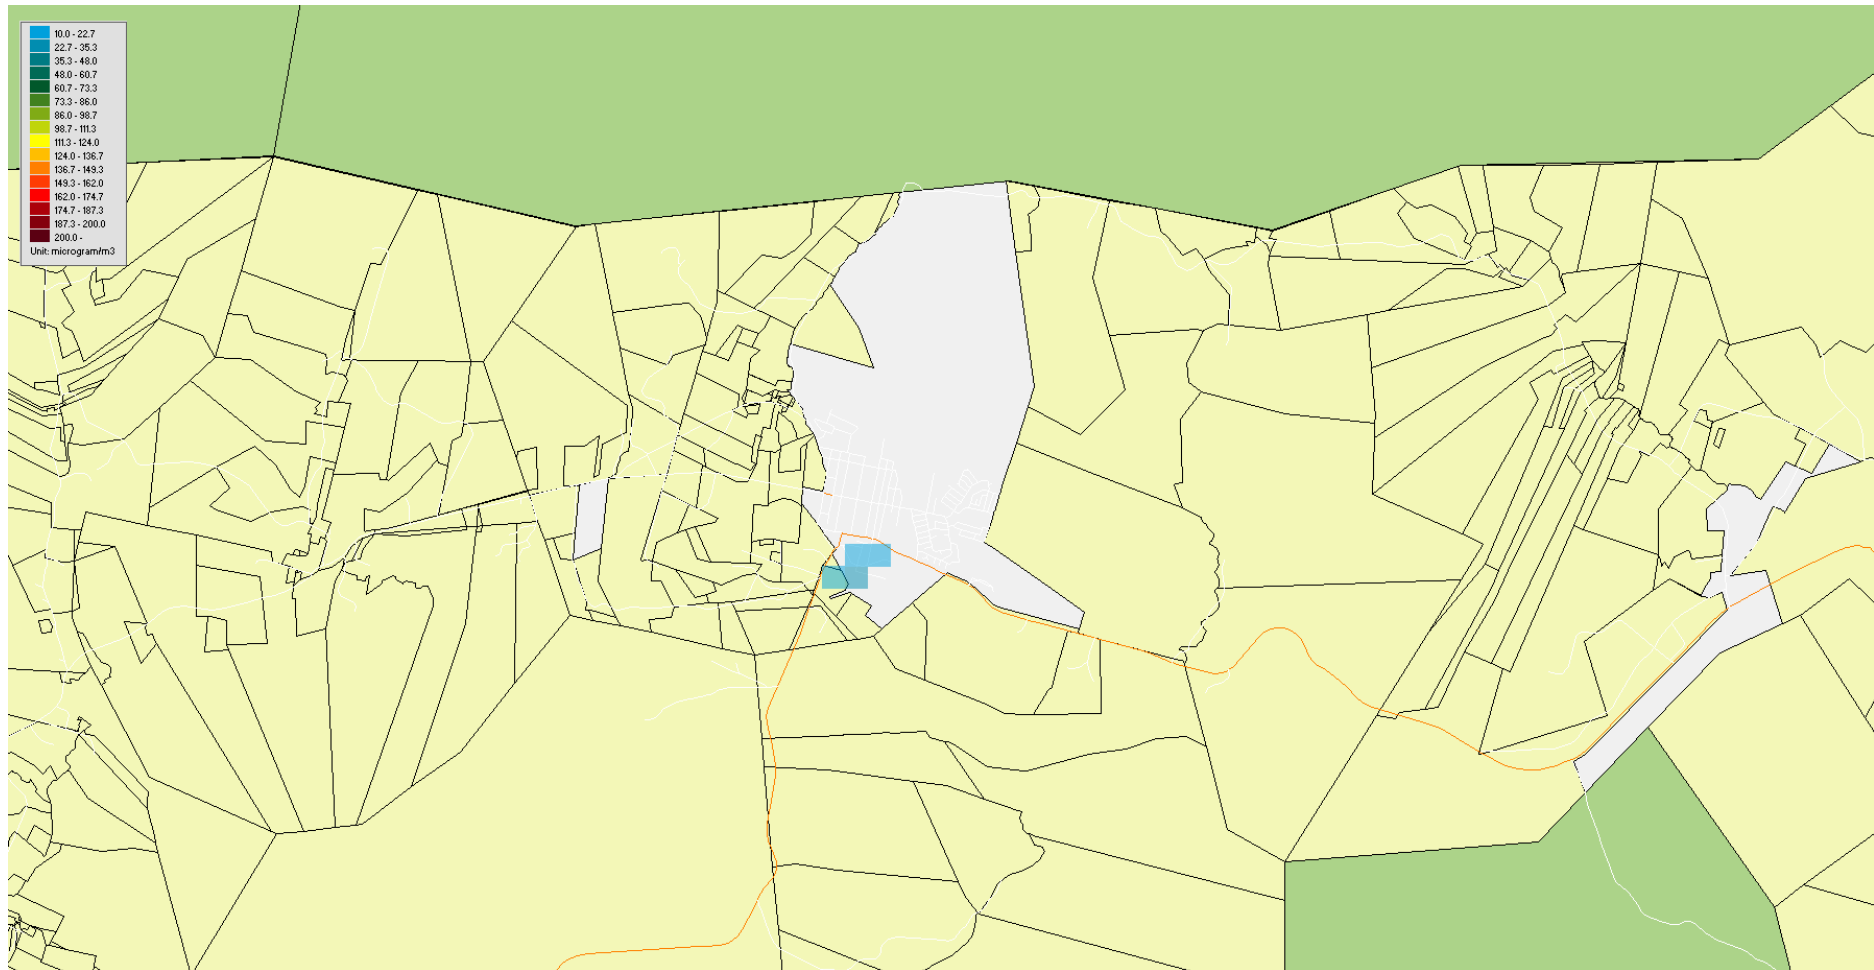 10.0 - 22.7
22.7 - 35.3
35.3 - 48.0
48.0 - 60.7
60.7 - 73.3
73.3 - 86.0
86.0 - 98.7
98.7 - 111.3
111.3 - 124.0
124.0 - 136.7
136.7 - 149.3
149.3 - 162.0
162.0 - 174.7
174.7 - 187.3
187.3 - 200.0
200.0 -
Unit: microgram/m3